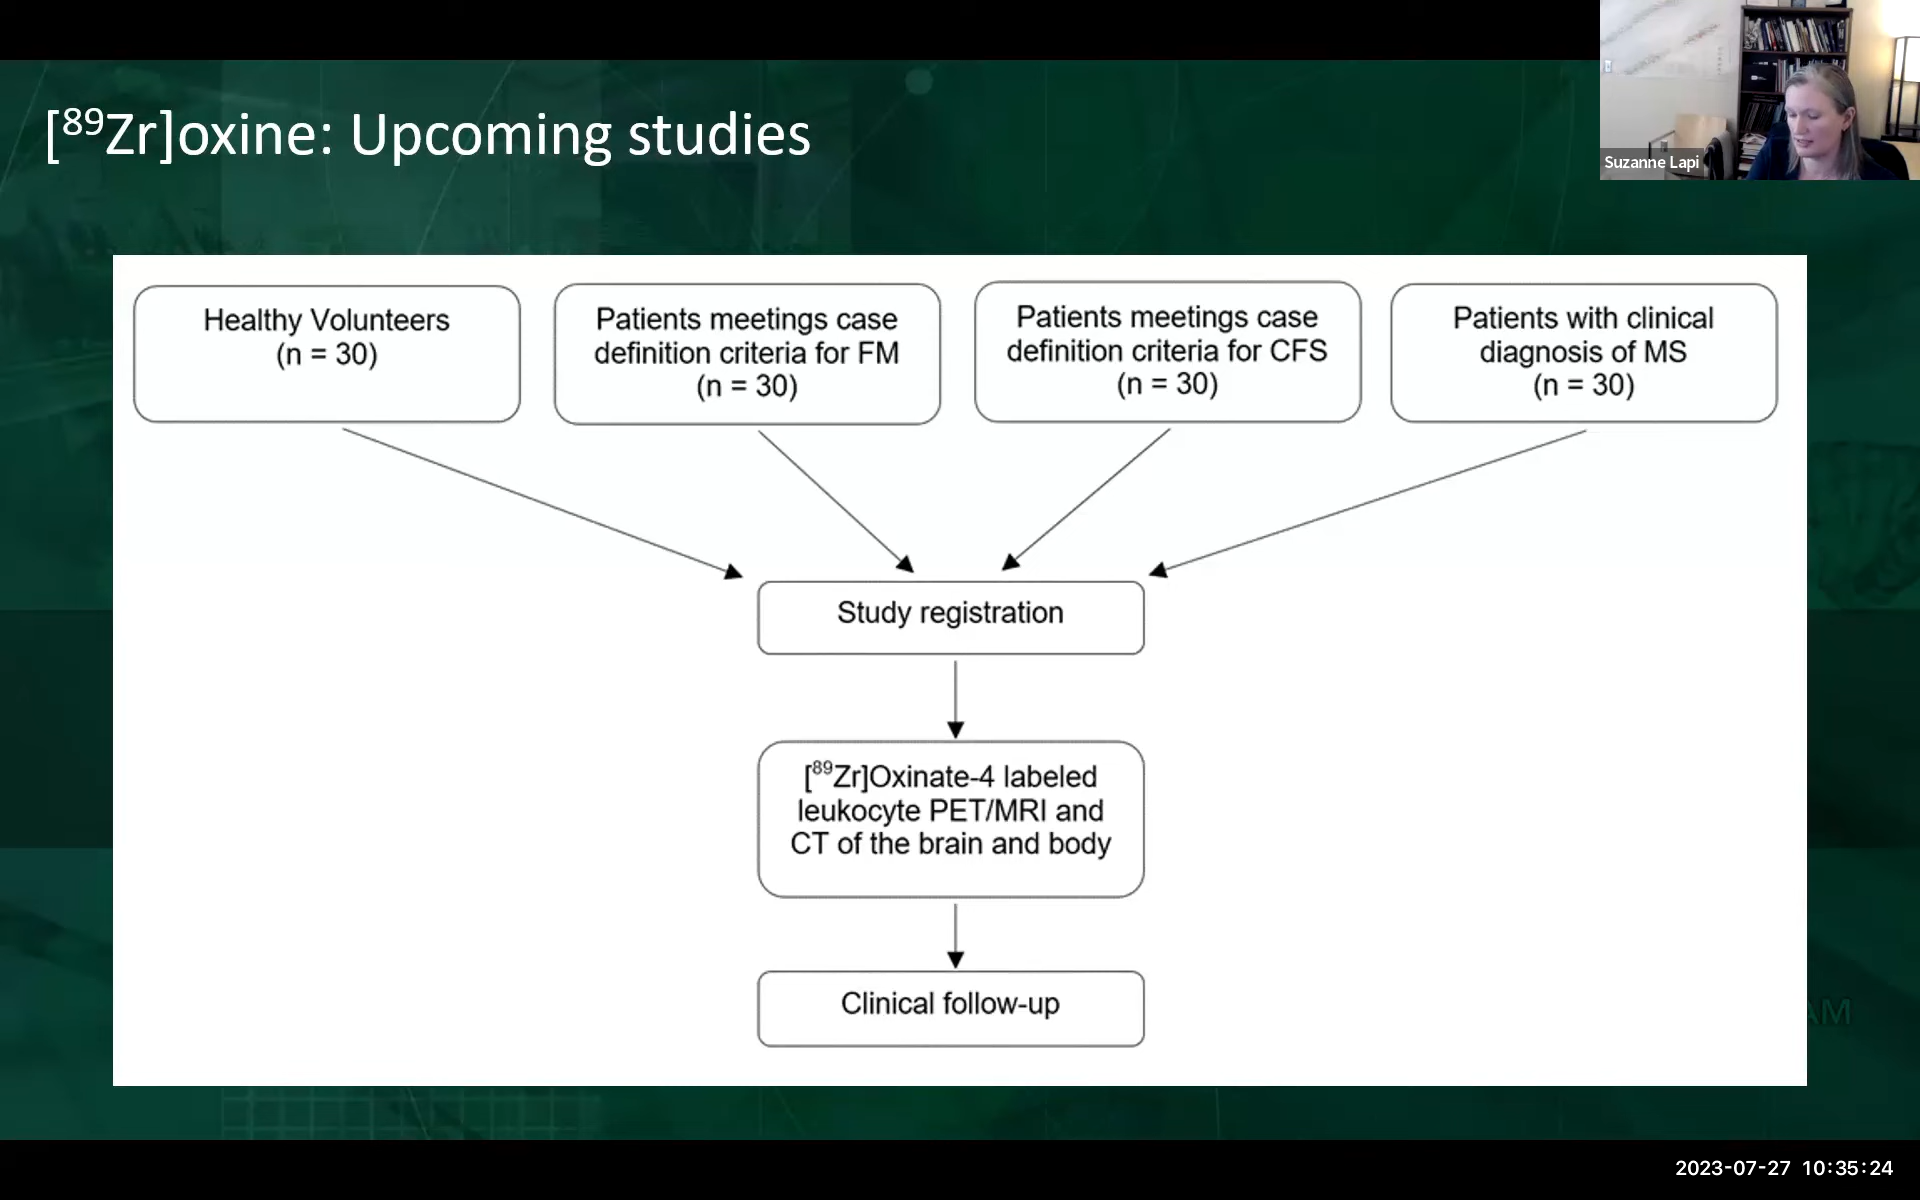 [⁸⁹Zr]oxine: Upcoming studies
Suzanne Lapi
Healthy Volunteers
(n = 30)
Patients meetings case
definition criteria for FM
(n = 30)
Patients meetings case
definition criteria for CFS
(n = 30)
Patients with clinical
diagnosis of MS
(n = 30)
Study registration
[⁸⁹Zr]Oxinate-4 labeled
leukocyte PET/MRI and
CT of the brain and body
Clinical follow-up
AM
2023-07-27 10:35:24